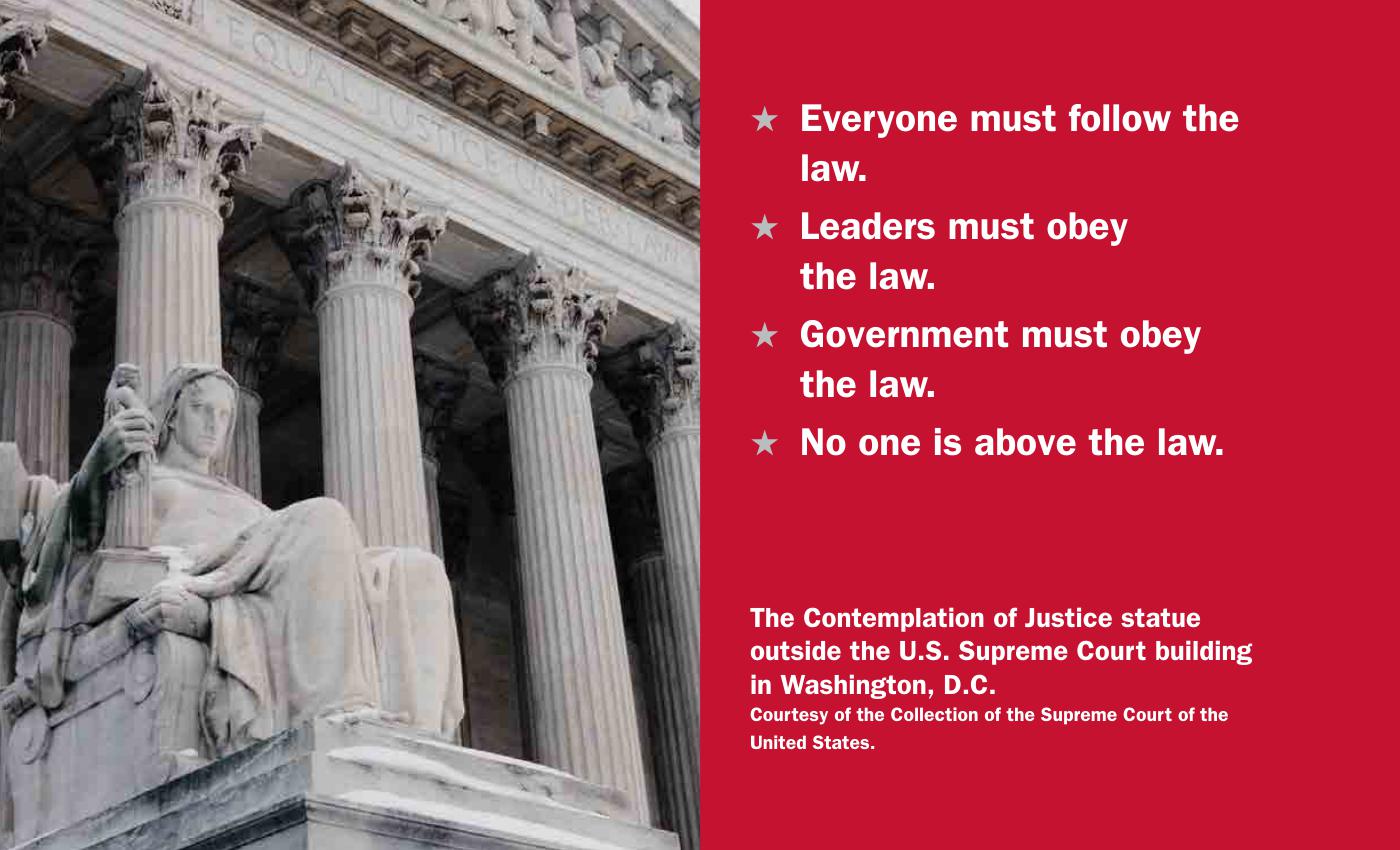 EQUAL JUSTICE UNDER LAW
★ Everyone must follow the
law.
★ Leaders must obey
the law.
★ Government must obey
the law.
★ No one is above the law.
The Contemplation of Justice statue
outside the U.S. Supreme Court building
in Washington, D.C.
Courtesy of the Collection of the Supreme Court of the
United States.